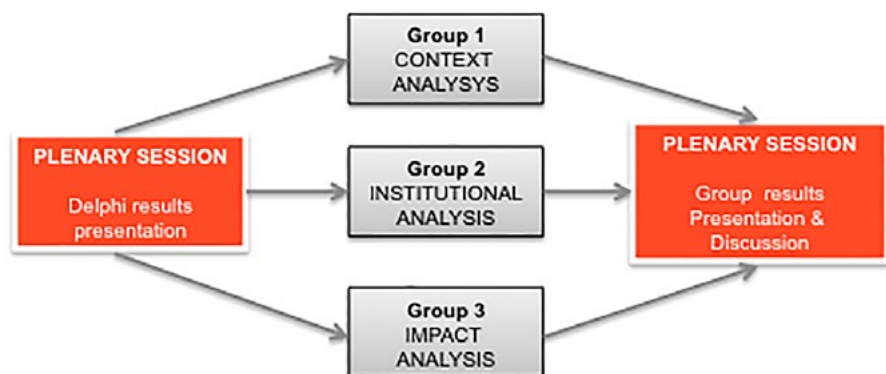 PLENARY SESSION
Delphi results
presentation
Group 1
CONTEXT
ANALYSYS
Group 2
INSTITUTIONAL
ANALYSIS
Group 3
IMPACT
ANALYSIS
PLENARY SESSION
Group results
Presentation &
Discussion